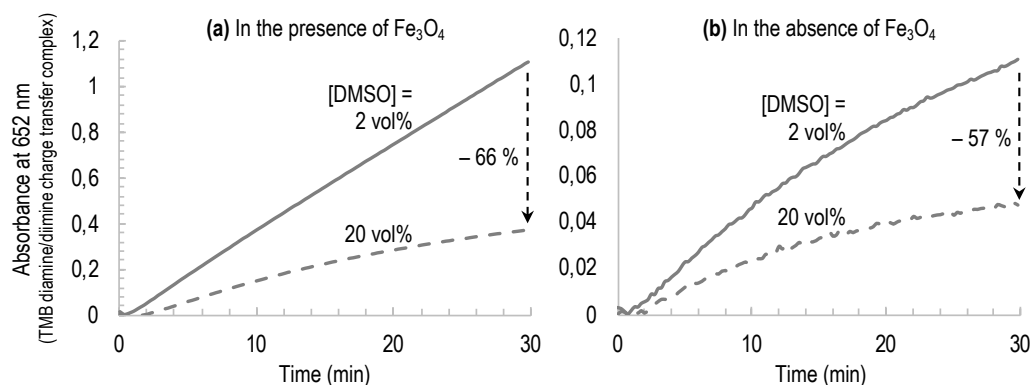 (a) In the presence of Fe₃O₄
(b) In the absence of Fe₃O₄
Absorbance at 652 nm
(TMB diamine/diimine charge transfer complex)
1,2
1
0,8
0,6
0,4
0,2
0
[DMSO] =
2 vol%
– 66 %
20 vol%
0
10
20
30
Time (min)
0,12
0,1
0,08
0,06
0,04
0,02
0
[DMSO] =
2 vol%
– 57 %
20 vol%
0
10
20
30
Time (min)